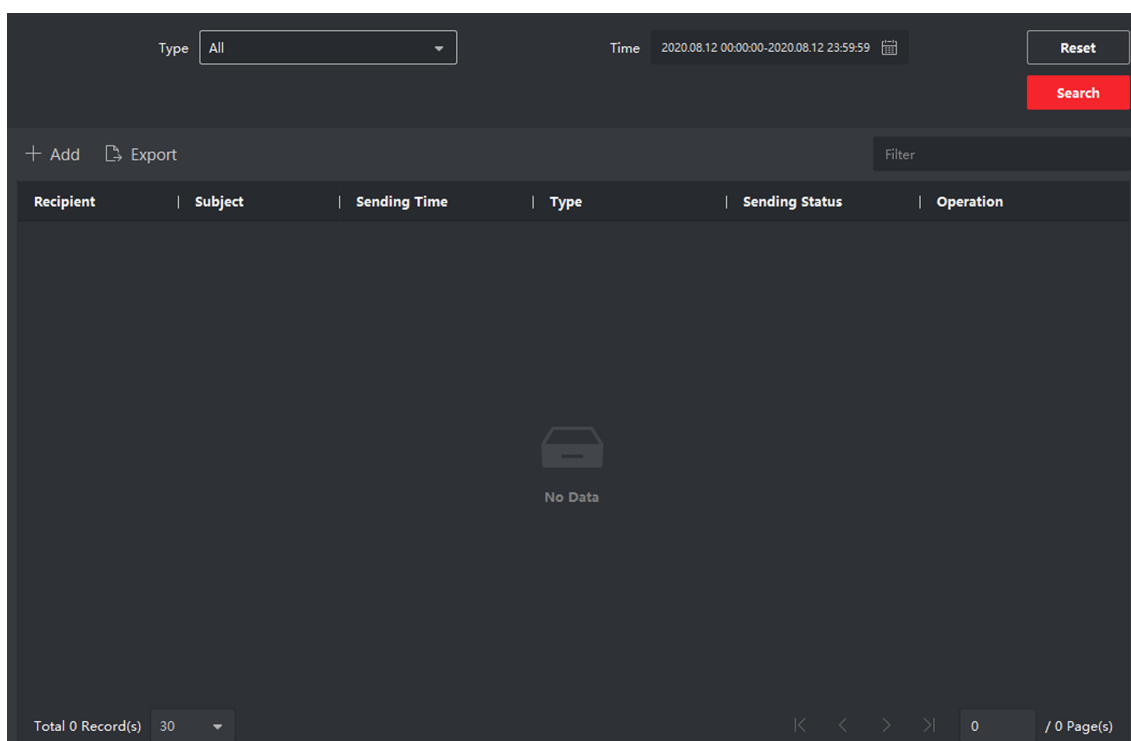 Type All Time 2020.08.12 00:00:00-2020.08.12 23:59:59 Reset
Search
Add Export Filter
Recipient Subject Sending Time Type Sending Status Operation
No Data
Total 0 Record(s) 30 0 / 0 Page(s)